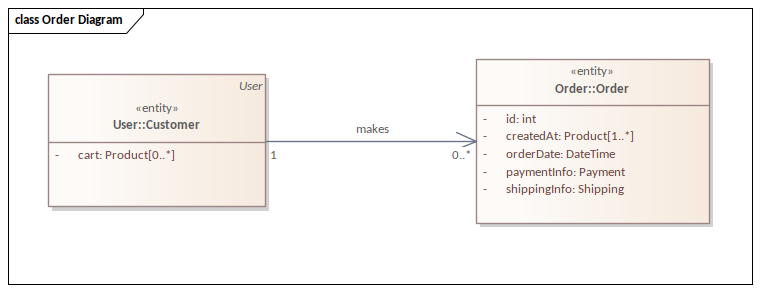 class Order Diagram
User
«entity»
User::Customer
- cart: Product[0..*]
makes
1
0..*
«entity»
Order::Order
- id: int
- createdAt: Product[1..*]
- orderDate: DateTime
- paymentInfo: Payment
- shippingInfo: Shipping